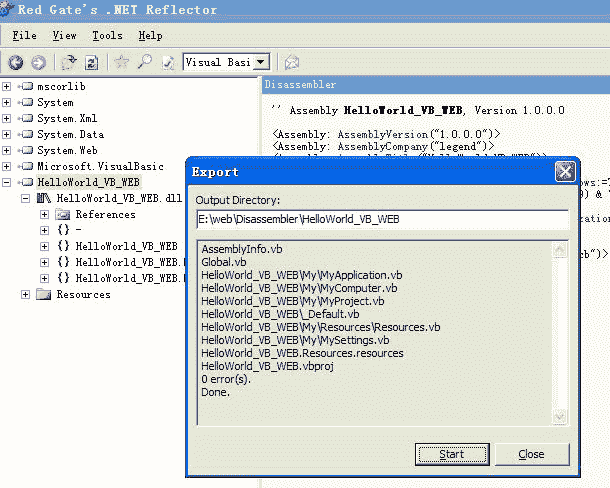 Red Gate's .NET Reflector
File View Tools Help
Visual Basi
mscorlib
System
System.Xml
System.Data
System.Web
Microsoft.VisualBasic
HelloWorld_VB_WEB
HelloWorld_VB_WEB.dll
References
{} -
{} HelloWorld_VB_WEB
{} HelloWorld_VB_WEB.
{} HelloWorld_VB_WEB.
Resources
Disassembler
'' Assembly HelloWorld_VB_WEB, Version 1.0.0.0
<Assembly: AssemblyVersion("1.0.0.0")>
<Assembly: AssemblyCompany("legend")>
Export
Output Directory:
E:\web\Disassembler\HelloWorld_VB_WEB
AssemblyInfo.vb
Global.vb
HelloWorld_VB_WEB\My\MyApplication.vb
HelloWorld_VB_WEB\My\MyComputer.vb
HelloWorld_VB_WEB\My\MyProject.vb
HelloWorld_VB_WEB\_Default.vb
HelloWorld_VB_WEB\My\Resources\Resources.vb
HelloWorld_VB_WEB\My\MySettings.vb
HelloWorld_VB_WEB.Resources.resources
HelloWorld_VB_WEB.vbproj
0 error(s).
Done.
Start Close